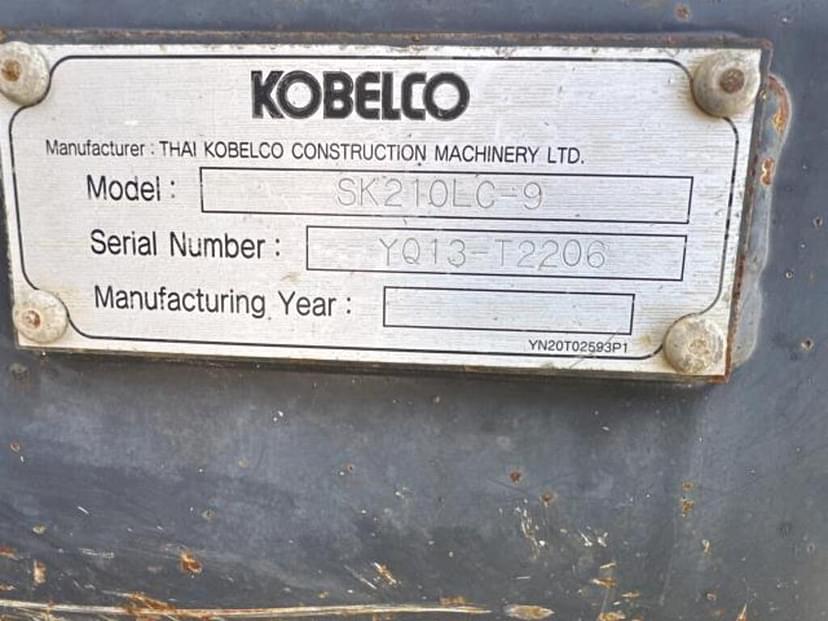 KOBELCO
Manufacturer : THAI KOBELCO CONSTRUCTION MACHINERY LTD.
Model : SK210LC-9
Serial Number : YQ13-T2206
Manufacturing Year :
YN20T02593P1